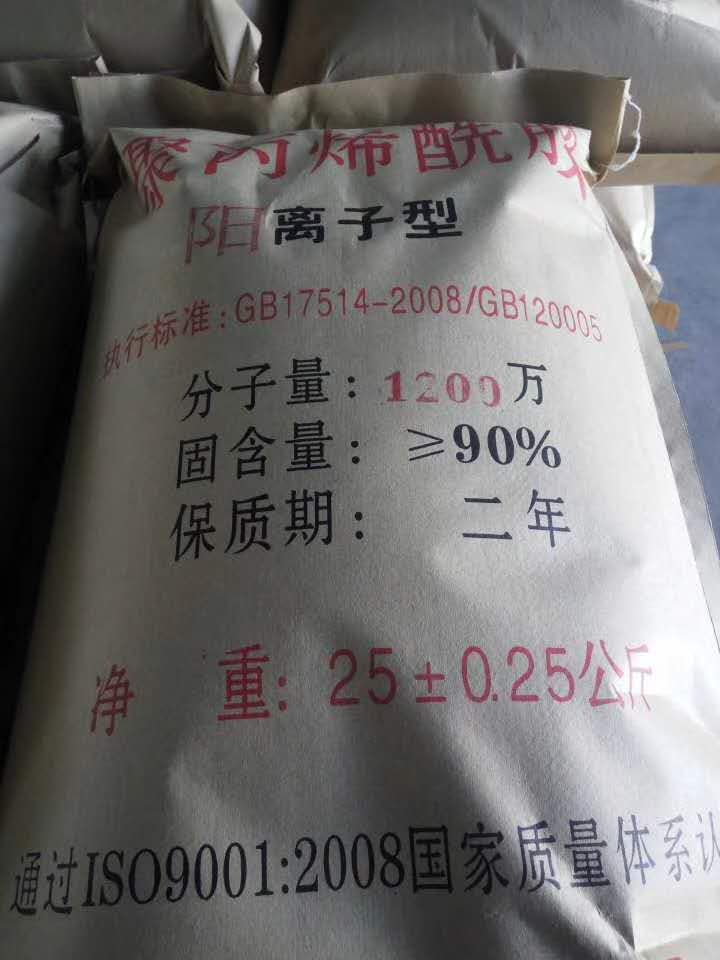 聚丙烯酰胺
阳离子型
执行标准:GB17514-2008/GB120005
分子量:1200万
固含量:≥90%
保质期:二年
净 重:25±0.25公斤
通过ISO9001:2008国家质量体系认